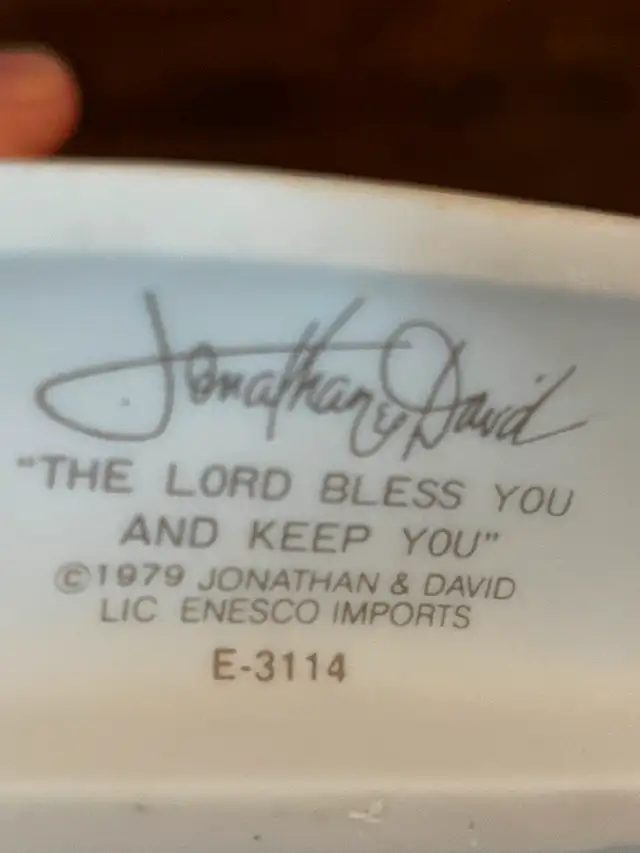 Jonathan & David
"THE LORD BLESS YOU
AND KEEP YOU"
©1979 JONATHAN & DAVID
LIC ENESCO IMPORTS
E-3114